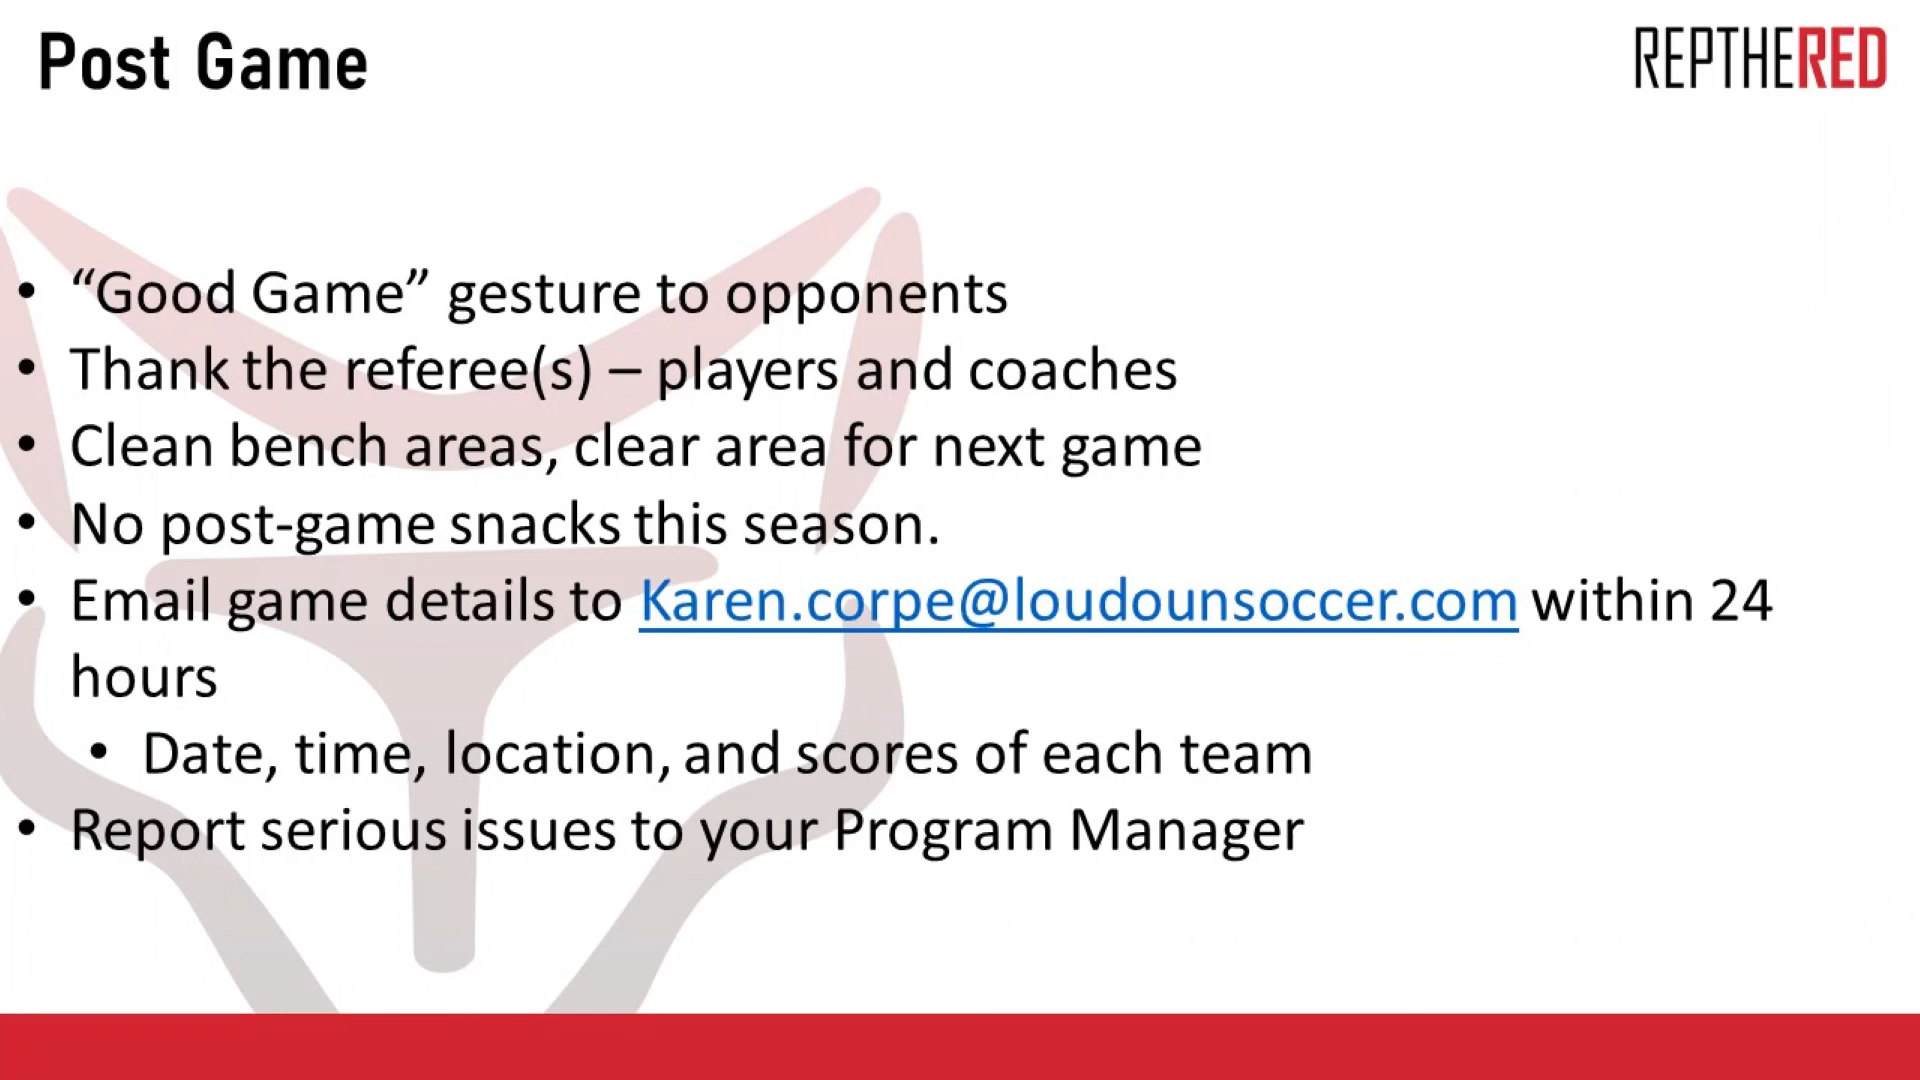 Post Game
REPTHERED
• “Good Game” gesture to opponents
• Thank the referee(s) – players and coaches
• Clean bench areas, clear area for next game
• No post-game snacks this season.
• Email game details to Karen.corpe@loudounsoccer.com within 24
hours
• Date, time, location, and scores of each team
• Report serious issues to your Program Manager